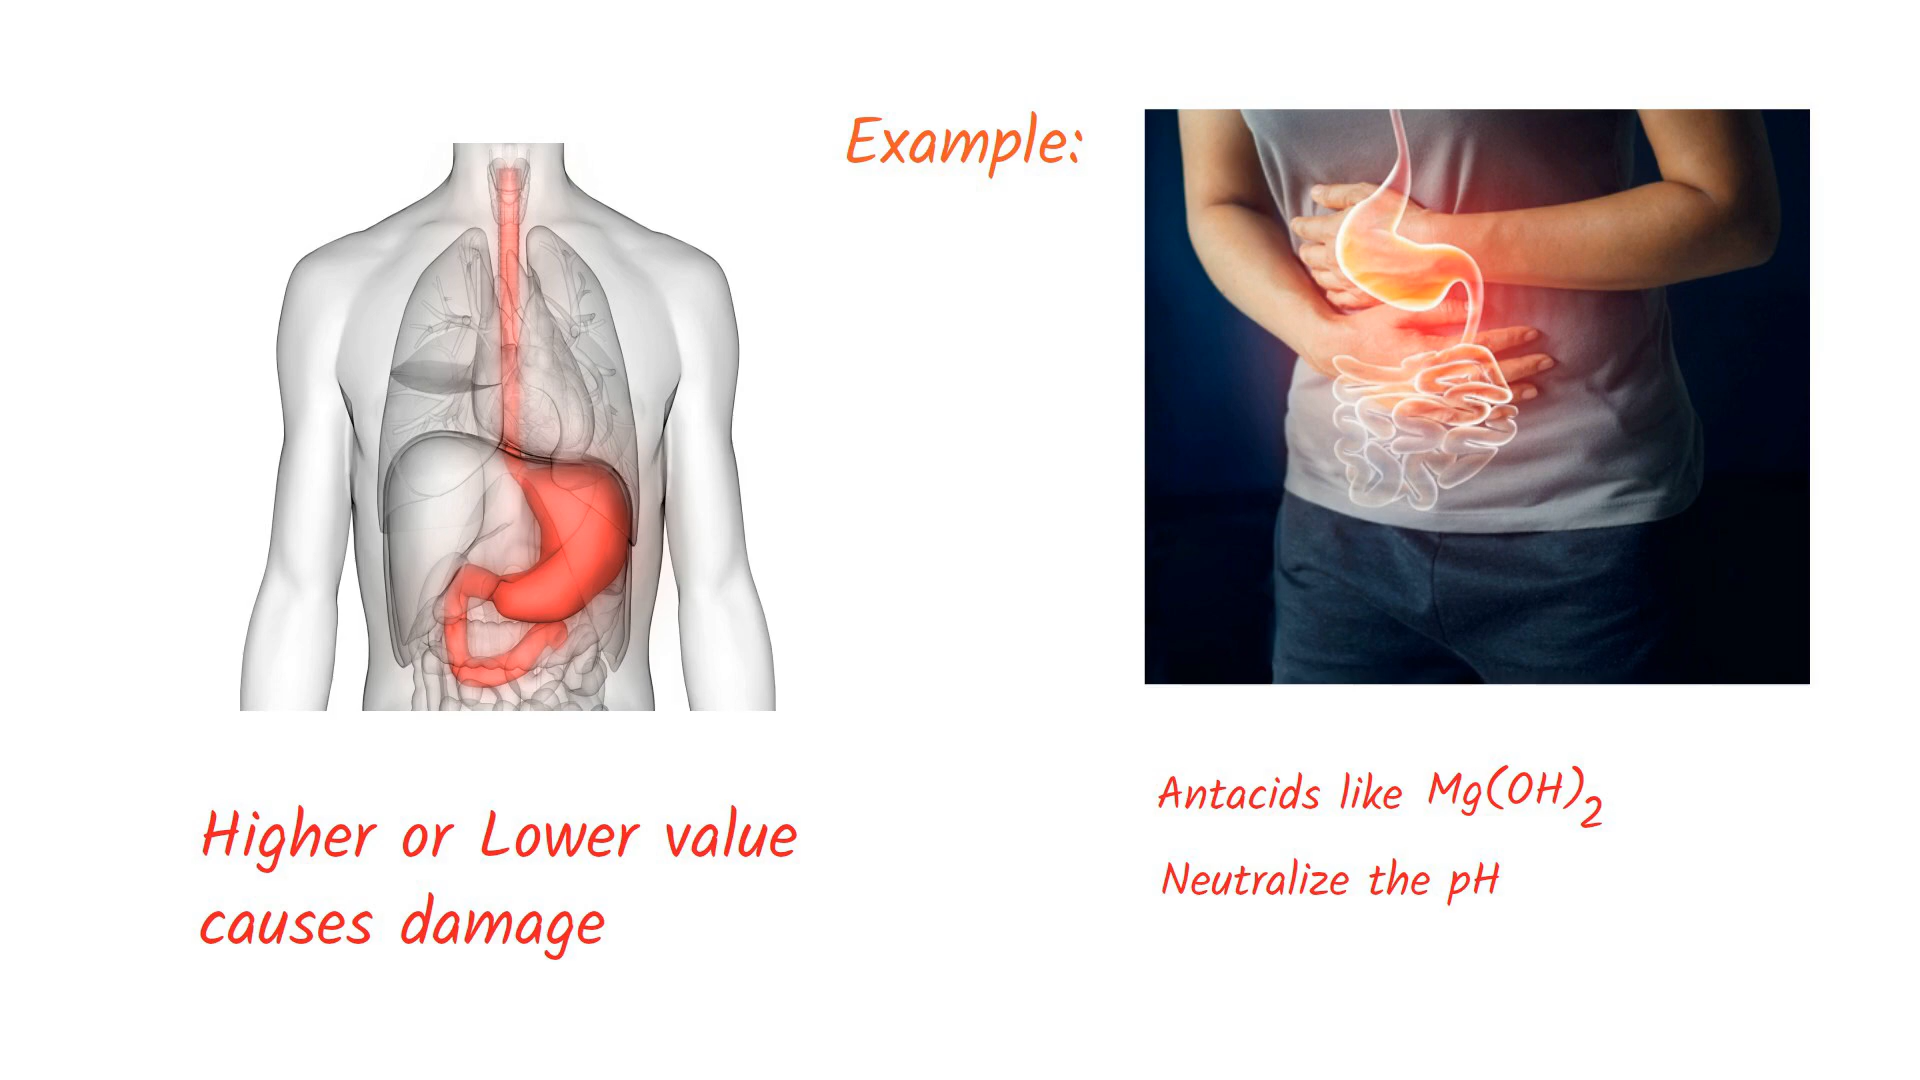 Example:
Higher or Lower value
causes damage
Antacids like Mg(OH)₂
Neutralize the pH